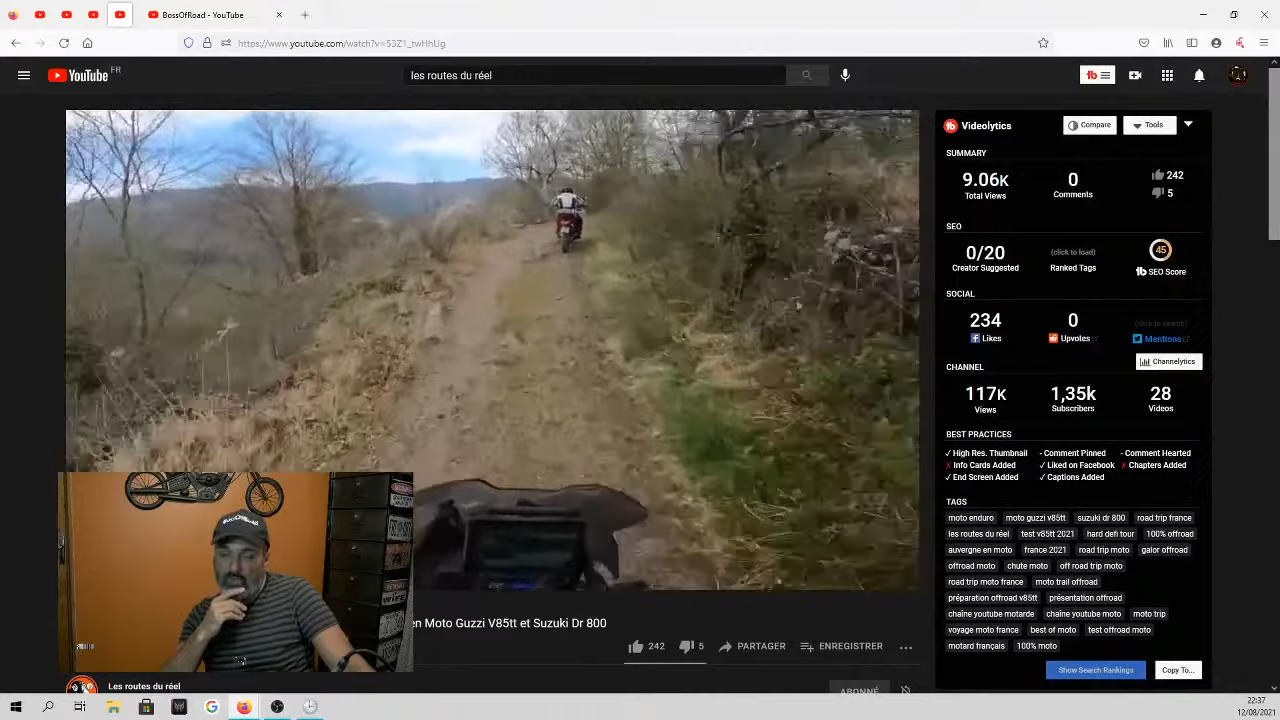 BossOfRoad - YouTube
https://www.youtube.com/watch?v=S3Z1_twHhUg
YouTube FR
les routes du réel
Videolytics
Compare
Tools
SUMMARY
9.06K
0
242
5
Total Views
Comments
SEO
0/20
(click to load)
45
Creator Suggested
Ranked Tags
tb SEO Score
SOCIAL
234
0
(click to search)
Likes
Upvotes
Mentions
CHANNEL
Channelytics
117K
1,35k
28
Views
Subscribers
Videos
BEST PRACTICES
✓ High Res. Thumbnail - Comment Pinned - Comment Hearted
✗ Info Cards Added ✓ Liked on Facebook ✗ Chapters Added
✓ End Screen Added ✓ Captions Added
TAGS
moto enduro moto guzzi v85tt suzuki dr 800 road trip france
les routes du réel test v85tt 2021 hard defi tour 100% offroad
auvergne en moto france 2021 road trip moto galor offroad
offroad moto chute moto off road trip moto
road trip moto france moto trail offroad
préparation offroad v85tt présentation offroad
chaîne youtube motarde chaîne youtube moto moto trip
voyage moto france best of moto test offroad moto
motard français 100% moto
Show Search Rankings
Copy To...
BOSSOFROAD
en Moto Guzzi V85tt et Suzuki Dr 800
242
5
PARTAGER
ENREGISTRER
Les routes du réel
ABONNÉ
22:37
12/08/2021